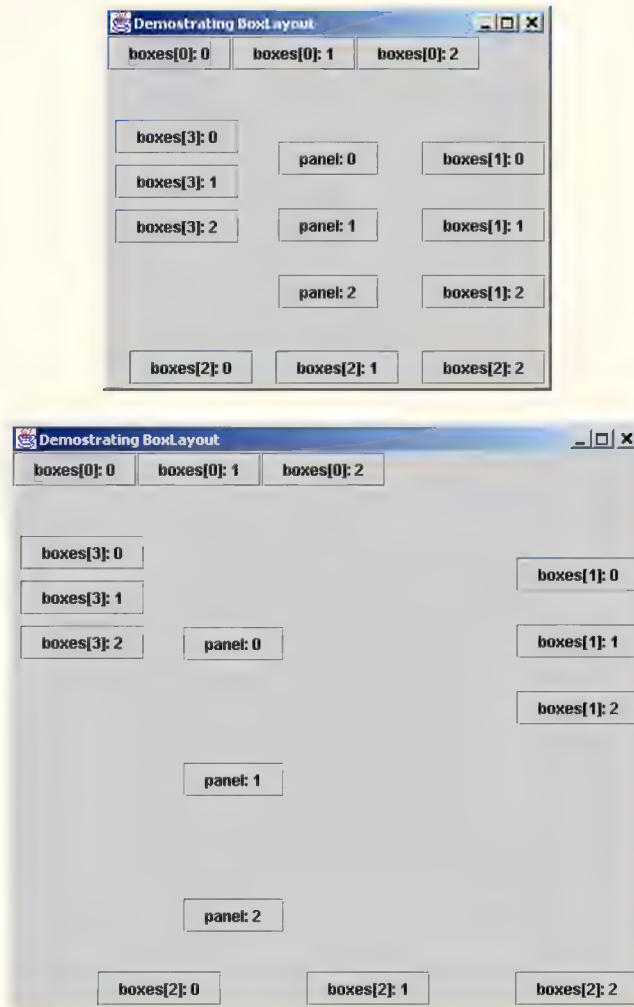 Demostrating BoxLayout
boxes[0]: 0 boxes[0]: 1 boxes[0]: 2
boxes[3]: 0
panel: 0 boxes[1]: 0
boxes[3]: 1
boxes[3]: 2 panel: 1 boxes[1]: 1
panel: 2 boxes[1]: 2
boxes[2]: 0 boxes[2]: 1 boxes[2]: 2
Demostrating BoxLayout
boxes[0]: 0 boxes[0]: 1 boxes[0]: 2
boxes[3]: 0
boxes[1]: 0
boxes[3]: 1
boxes[3]: 2 panel: 0 boxes[1]: 1
boxes[1]: 2
panel: 1
panel: 2
boxes[2]: 0 boxes[2]: 1 boxes[2]: 2